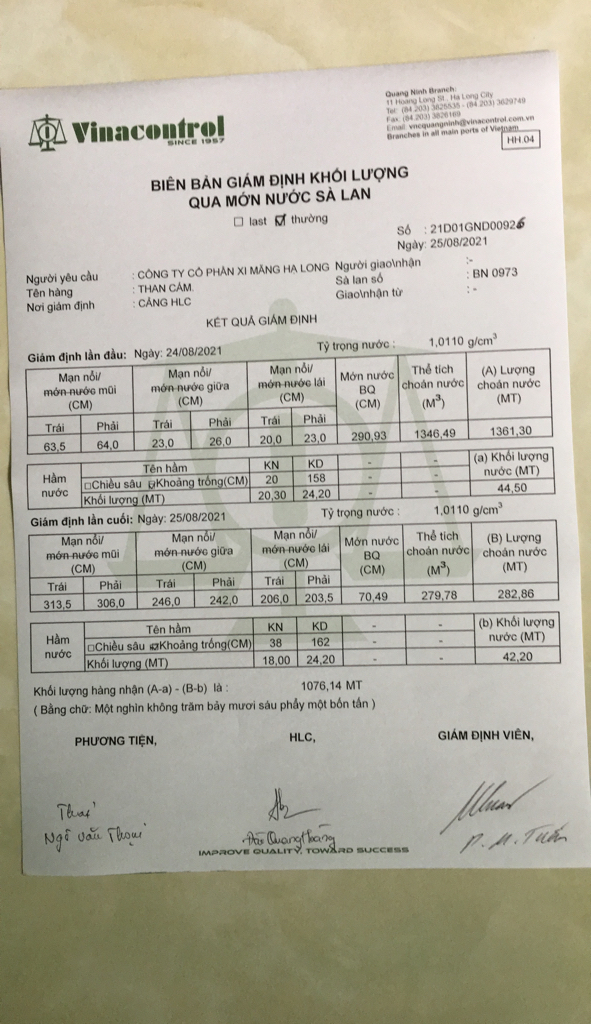 Vinacontrol
SINCE 1957
Quang Ninh Branch:
11 Hoang Long St., Ha Long City
Tel: (84.203) 3825535 - (84.203) 3629749
Fax: (84.203) 3826169
Email: vncquangninh@vinacontrol.com.vn
Branches in all main ports of Vietnam
HH.04
BIÊN BẢN GIÁM ĐỊNH KHỐI LƯỢNG
QUA MỚN NƯỚC SÀ LAN
☐ last ☑ thường
Số : 21D01GND00926
Ngày: 25/08/2021
Người yêu cầu : CÔNG TY CỔ PHẦN XI MĂNG HẠ LONG Người giao\nhận :-
Tên hàng : THAN CÁM. Sà lan số : BN 0973
Nơi giám định : CẢNG HLC Giao\nhận từ : -
KẾT QUẢ GIÁM ĐỊNH
Giám định lần đầu: Ngày: 24/08/2021 Tỷ trọng nước : 1,0110 g/cm³
Mạn nổi/ mớn nước mũi (CM) Mạn nổi/ mớn nước giữa (CM) Mạn nổi/ mớn nước lái (CM) Mớn nước BQ (CM) Thể tích choán nước (M³) (A) Lượng choán nước (MT)
Trái Phải Trái Phải Trái Phải
63,5 64,0 23,0 26,0 20,0 23,0 290,93 1346,49 1361,30
Hầm nước Tên hầm KN KD - - (a) Khối lượng nước (MT)
☐Chiều sâu ☑Khoảng trống(CM) 20 158 - -
Khối lượng (MT) 20,30 24,20 - - 44,50
Giám định lần cuối: Ngày: 25/08/2021 Tỷ trọng nước : 1,0110 g/cm³
Mạn nổi/ mớn nước mũi (CM) Mạn nổi/ mớn nước giữa (CM) Mạn nổi/ mớn nước lái (CM) Mớn nước BQ (CM) Thể tích choán nước (M³) (B) Lượng choán nước (MT)
Trái Phải Trái Phải Trái Phải
313,5 306,0 246,0 242,0 206,0 203,5 70,49 279,78 282,86
Hầm nước Tên hầm KN KD - - (b) Khối lượng nước (MT)
☐Chiều sâu ☑Khoảng trống(CM) 38 162 - -
Khối lượng (MT) 18,00 24,20 - - 42,20
Khối lượng hàng nhận (A-a) - (B-b) là : 1076,14 MT
( Bằng chữ: Một nghìn không trăm bảy mươi sáu phẩy một bốn tấn )
PHƯƠNG TIỆN, HLC, GIÁM ĐỊNH VIÊN,
Ngô Văn Thoại
Đào Quang Thắng
P. M. Tuấn
IMPROVE QUALITY, TOWARD SUCCESS